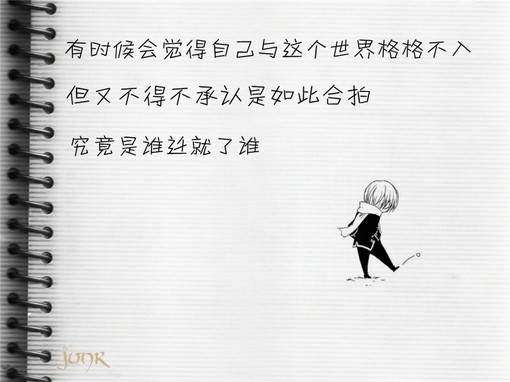 有时候会觉得自己与这个世界格格不入
但又不得不承认是如此合拍
究竟是谁迁就了谁
JUNR